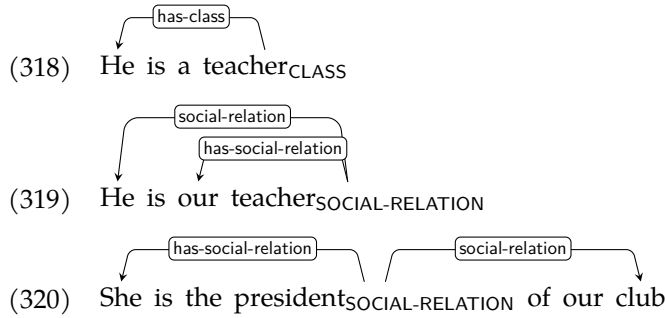 has-class
(318) He is a teacherCLASS
social-relation
has-social-relation
(319) He is our teacherSOCIAL-RELATION
has-social-relation social-relation
(320) She is the presidentSOCIAL-RELATION of our club